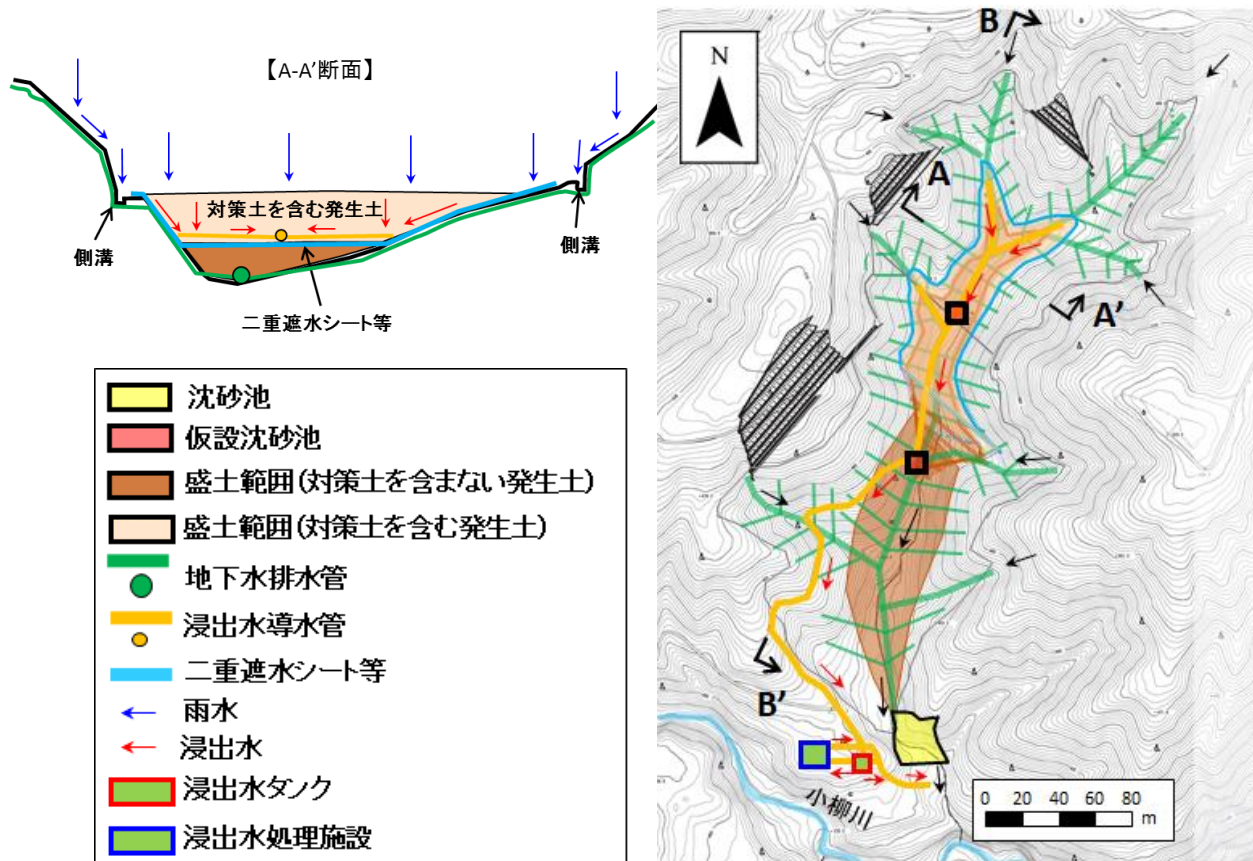 【A-A’断面】
対策土を含む発生土
側溝
側溝
二重遮水シート等
沈砂池
仮設沈砂池
盛土範囲(対策土を含まない発生土)
盛土範囲(対策土を含む発生土)
地下水排水管
浸出水導水管
二重遮水シート等
雨水
浸出水
浸出水タンク
浸出水処理施設
N
B
A
A’
B’
小柳川
0 20 40 60 80
m